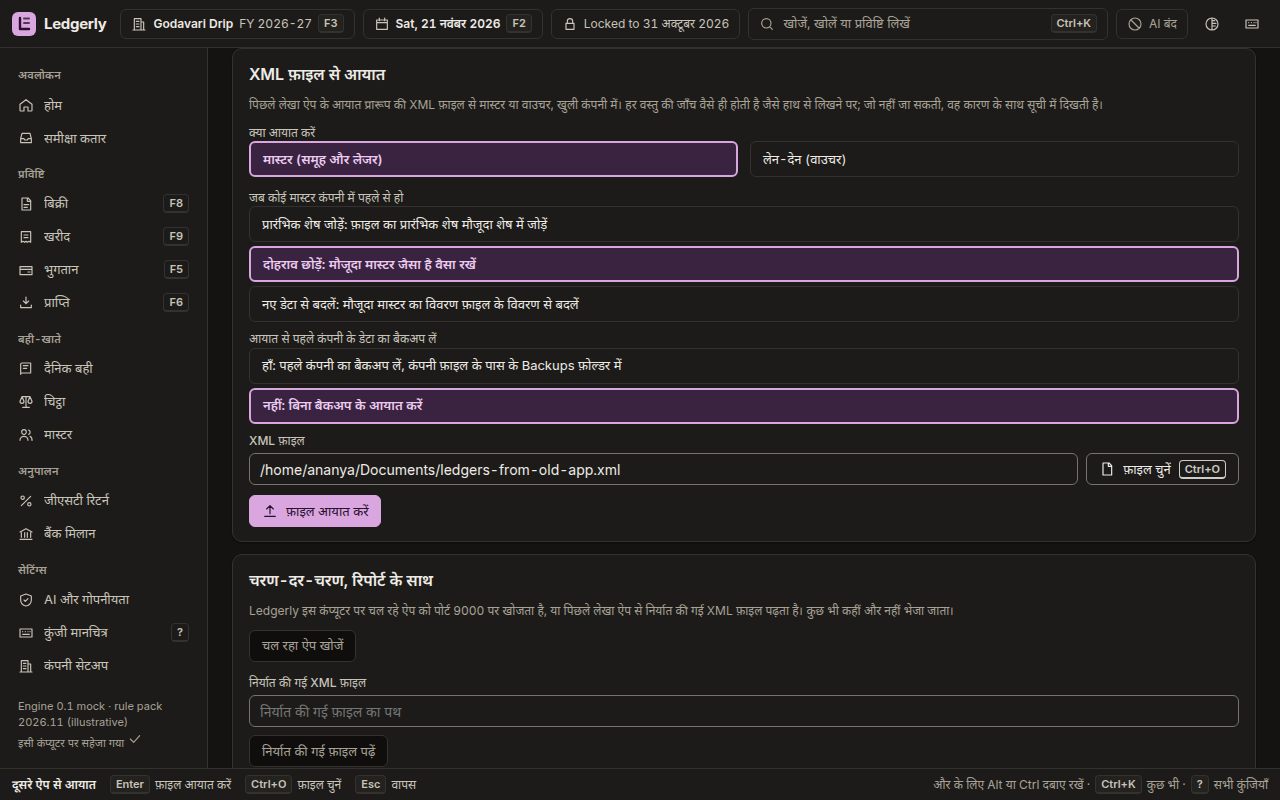 Ledgerly
Godavari Drip FY 2026-27 F3
Sat, 21 नवंबर 2026 F2
Locked to 31 अक्टूबर 2026
खोजें, खोलें या प्रविष्टि लिखें Ctrl+K
AI बंद
अवलोकन
होम
समीक्षा कतार
प्रविष्टि
बिक्री F8
खरीद F9
भुगतान F5
प्राप्ति F6
बही-खाते
दैनिक बही
चिट्ठा
मास्टर
अनुपालन
जीएसटी रिटर्न
बैंक मिलान
सेटिंग्स
AI और गोपनीयता
कुंजी मानचित्र ?
कंपनी सेटअप
Engine 0.1 mock · rule pack
2026.11 (illustrative)
इसी कंप्यूटर पर सहेजा गया
XML फ़ाइल से आयात
पिछले लेखा ऐप के आयात प्रारूप की XML फ़ाइल से मास्टर या वाउचर, खुली कंपनी में। हर वस्तु की जाँच वैसे ही होती है जैसे हाथ से लिखने पर; जो नहीं जा सकती, वह कारण के साथ सूची में दिखती है।
क्या आयात करें
मास्टर (समूह और लेजर)
लेन-देन (वाउचर)
जब कोई मास्टर कंपनी में पहले से हो
प्रारंभिक शेष जोड़ें: फ़ाइल का प्रारंभिक शेष मौजूदा शेष में जोड़ें
दोहराव छोड़ें: मौजूदा मास्टर जैसा है वैसा रखें
नए डेटा से बदलें: मौजूदा मास्टर का विवरण फ़ाइल के विवरण से बदलें
आयात से पहले कंपनी के डेटा का बैकअप लें
हाँ: पहले कंपनी का बैकअप लें, कंपनी फ़ाइल के पास के Backups फ़ोल्डर में
नहीं: बिना बैकअप के आयात करें
XML फ़ाइल
/home/ananya/Documents/ledgers-from-old-app.xml
फ़ाइल चुनें Ctrl+O
फ़ाइल आयात करें
चरण-दर-चरण, रिपोर्ट के साथ
Ledgerly इस कंप्यूटर पर चल रहे ऐप को पोर्ट 9000 पर खोजता है, या पिछले लेखा ऐप से निर्यात की गई XML फ़ाइल पढ़ता है। कुछ भी कहीं और नहीं भेजा जाता।
चल रहा ऐप खोजें
निर्यात की गई XML फ़ाइल
निर्यात की गई फ़ाइल का पथ
निर्यात की गई फ़ाइल पढ़ें
दूसरे ऐप से आयात Enter फ़ाइल आयात करें Ctrl+O फ़ाइल चुनें Esc वापस
और के लिए Alt या Ctrl दबाए रखें · Ctrl+K कुछ भी · ? सभी कुंजियाँ